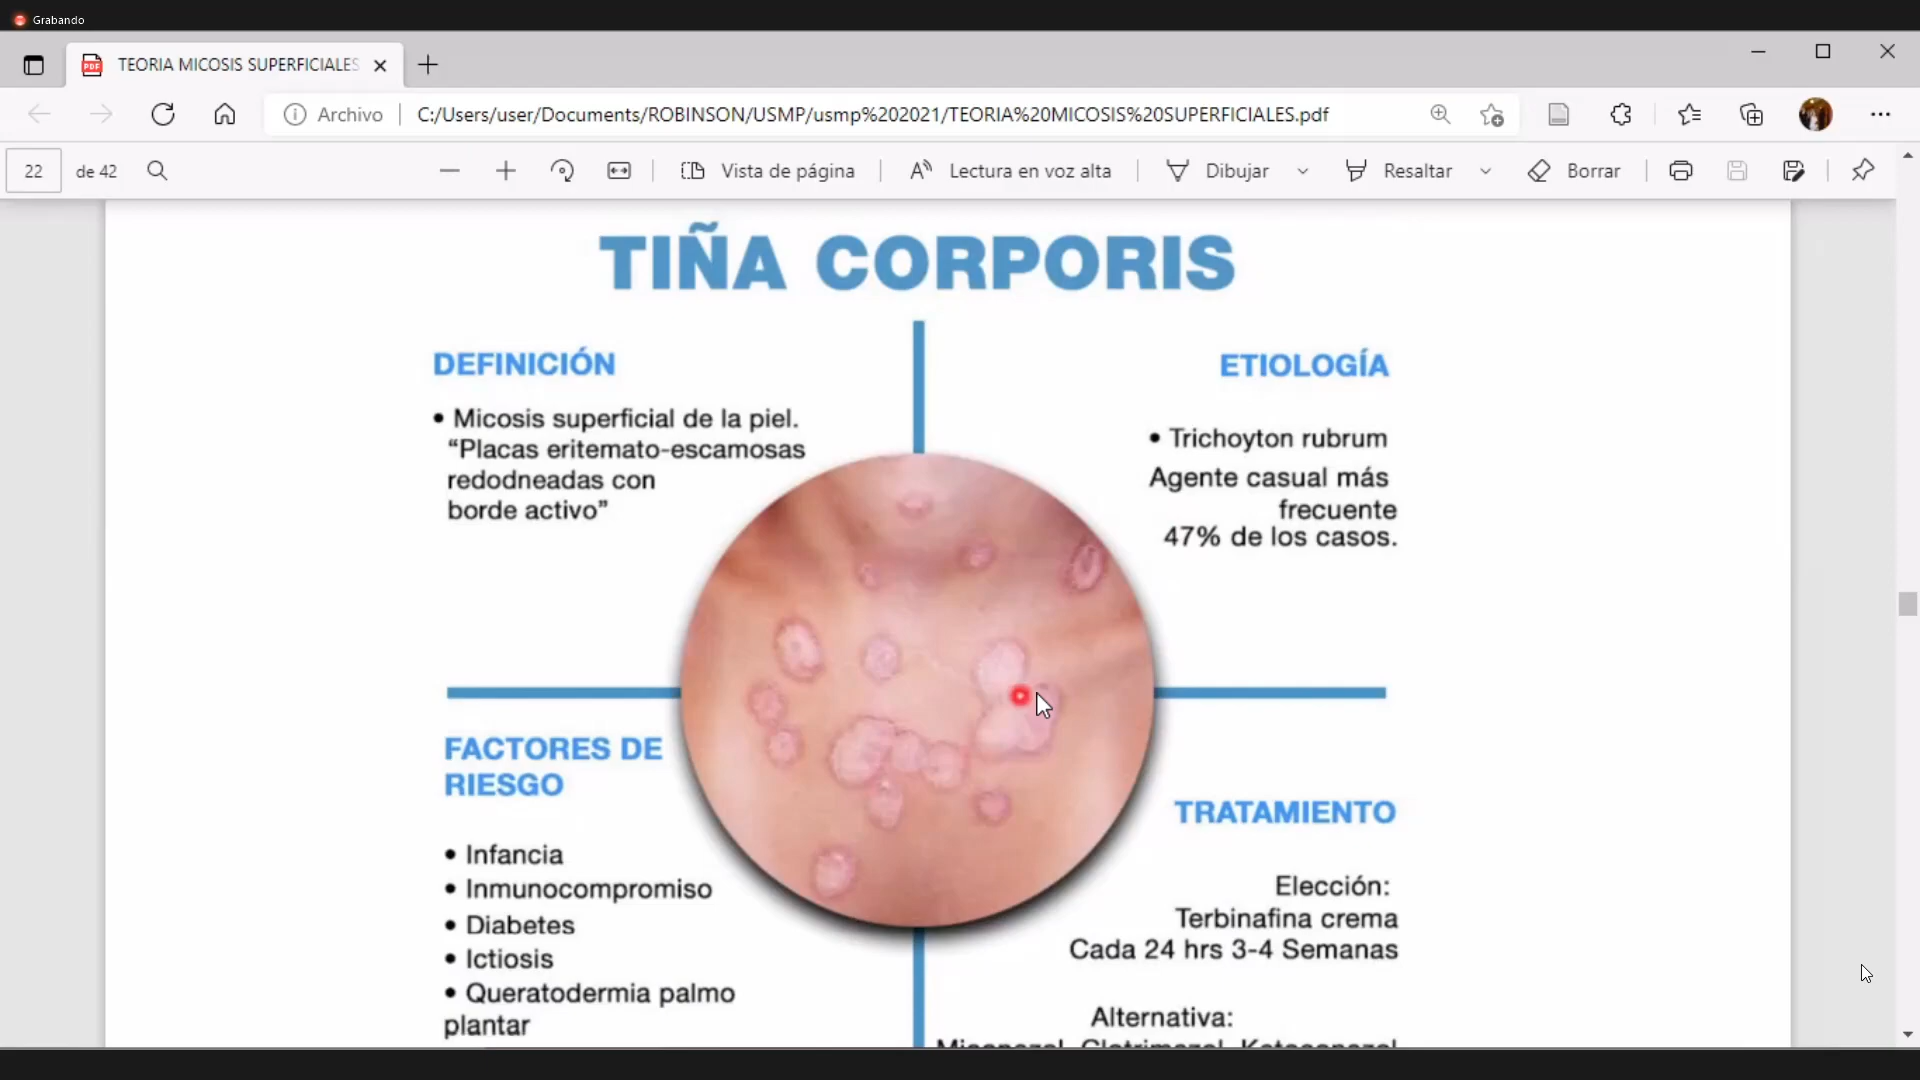 Grabando
TEORIA MICOSIS SUPERFICIALES
Archivo
C:/Users/user/Documents/ROBINSON/USMP/usmp%202021/TEORIA%20MICOSIS%20SUPERFICIALES.pdf
22 de 42
Vista de página
Lectura en voz alta
Dibujar
Resaltar
Borrar
TIÑA CORPORIS
DEFINICIÓN
• Micosis superficial de la piel.
“Placas eritemato-escamosas
redodneadas con
borde activo”
ETIOLOGÍA
• Trichoyton rubrum
Agente casual más
frecuente
47% de los casos.
FACTORES DE
RIESGO
• Infancia
• Inmunocompromiso
• Diabetes
• Ictiosis
• Queratodermia palmo
plantar
TRATAMIENTO
Elección:
Terbinafina crema
Cada 24 hrs 3-4 Semanas
Alternativa: